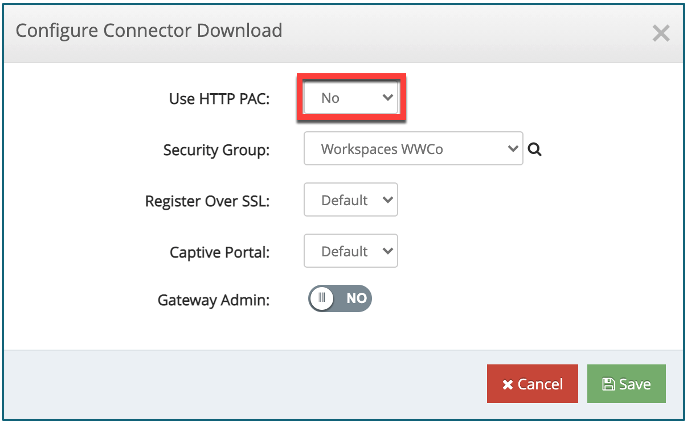 Configure Connector Download
Use HTTP PAC: No
Security Group: Workspaces WWCo
Register Over SSL: Default
Captive Portal: Default
Gateway Admin: NO
Cancel Save